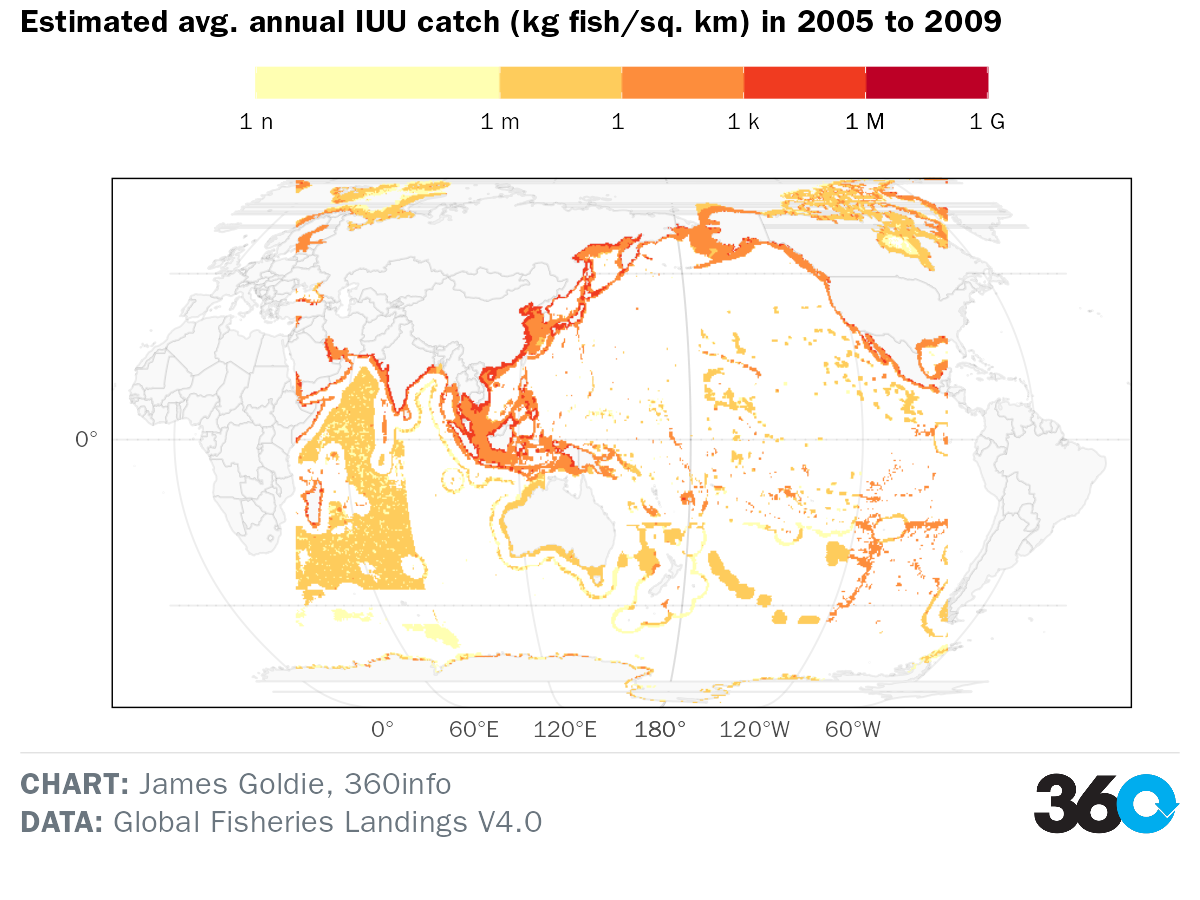 Estimated avg. annual IUU catch (kg fish/sq. km) in 2005 to 2009
1 n 1 m 1 1 k 1 M 1 G
0°
0° 60°E 120°E 180° 120°W 60°W
CHART: James Goldie, 360info
DATA: Global Fisheries Landings V4.0
360